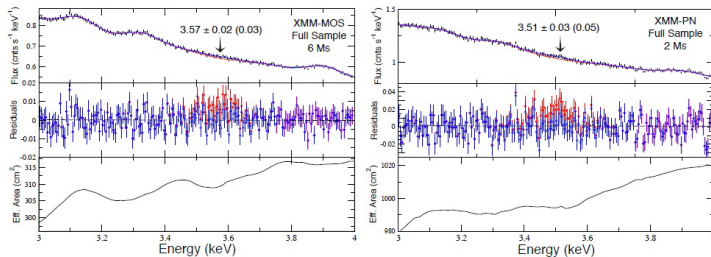 3.57 ± 0.02 (0.03)
XMM-MOS
Full Sample
6 Ms
Flux (cnts s⁻¹ keV⁻¹)
0.8
0.7
0.6
0.02
Residuals
0.01
0
-0.01
-0.02
Eff. Area (cm²)
315
310
305
300
3 3.2 3.4 3.6 3.8 4
Energy (keV)
3.51 ± 0.03 (0.05)
XMM-PN
Full Sample
2 Ms
Flux (cnts s⁻¹ keV⁻¹)
1.5
1
Residuals
0.04
0.02
0
-0.02
Eff. Area (cm²)
1020
1000
980
3 3.2 3.4 3.6 3.8
Energy (keV)